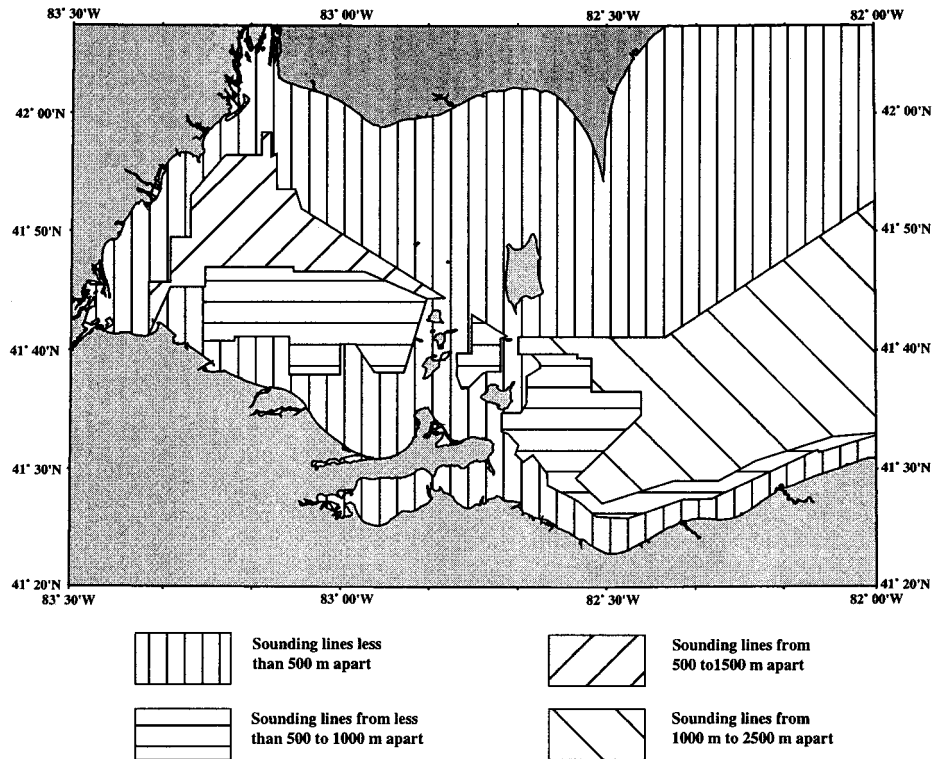 83° 30'W 83° 00'W 82° 30'W 82° 00'W
42° 00'N 42° 00'N
41° 50'N 41° 50'N
41° 40'N 41° 40'N
41° 30'N 41° 30'N
41° 20'N 41° 20'N
83° 30'W 83° 00'W 82° 30'W 82° 00'W
Sounding lines less
than 500 m apart
Sounding lines from
500 to1500 m apart
Sounding lines from less
than 500 to 1000 m apart
Sounding lines from
1000 m to 2500 m apart